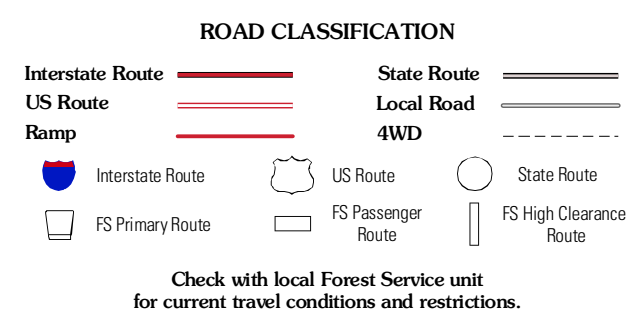 ROAD CLASSIFICATION
Interstate Route
State Route
US Route
Local Road
Ramp
4WD
Interstate Route
US Route
State Route
FS Primary Route
FS Passenger
Route
FS High Clearance
Route
Check with local Forest Service unit
for current travel conditions and restrictions.